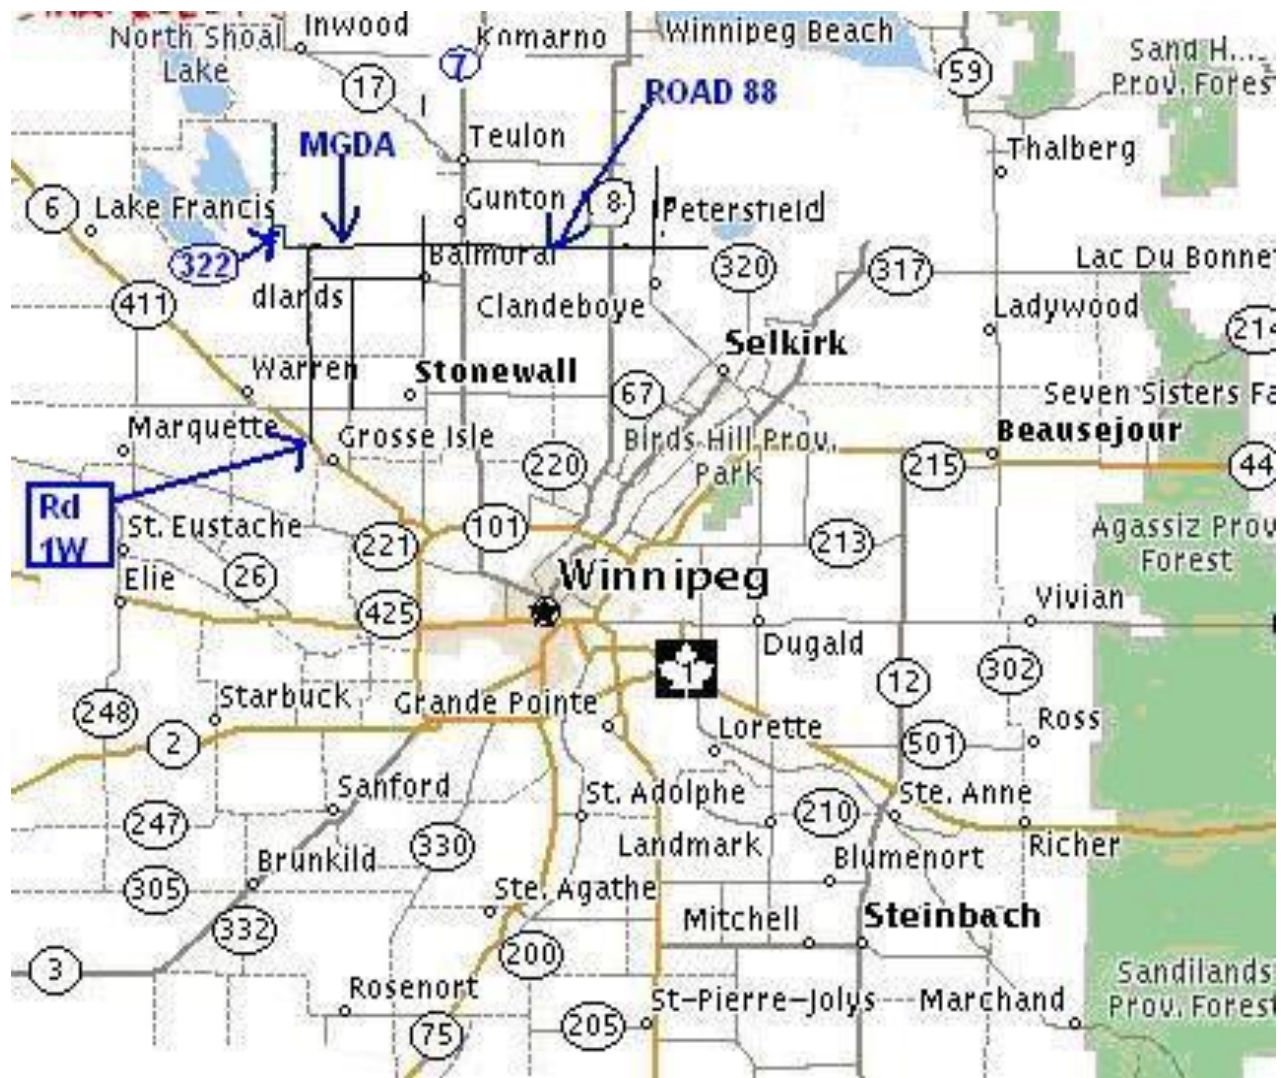 Inwood
Komarno
Winnipeg Beach
North Shoal
Lake
7
17
59
Sand H...
Prov. Forest
ROAD 88
MGDA
Teulon
Thalberg
6
Lake Francis
Gunton
8
Petersfield
322
Balmoral
320
317
Lac Du Bonnet
411
dlands
Clandeboye
Ladywood
214
Selkirk
Warren
Stonewall
67
Seven Sisters Fa
Marquette
Grosse Isle
Birds Hill Prov.
Park
Beausejour
220
215
44
Rd
1W
St. Eustache
221
101
213
Agassiz Prov
Forest
Elie
26
Winnipeg
425
Vivian
Dugald
1
302
12
248
Starbuck
Grande Pointe
Lorette
Ross
2
501
Sanford
St. Adolphe
210
Ste. Anne
247
330
Landmark
Richer
Brunkild
Blumenort
305
Ste. Agathe
332
Mitchell
Steinbach
3
200
Rosenort
St-Pierre-Jolys
Marchand
Sandilands
Prov. Forest
75
205